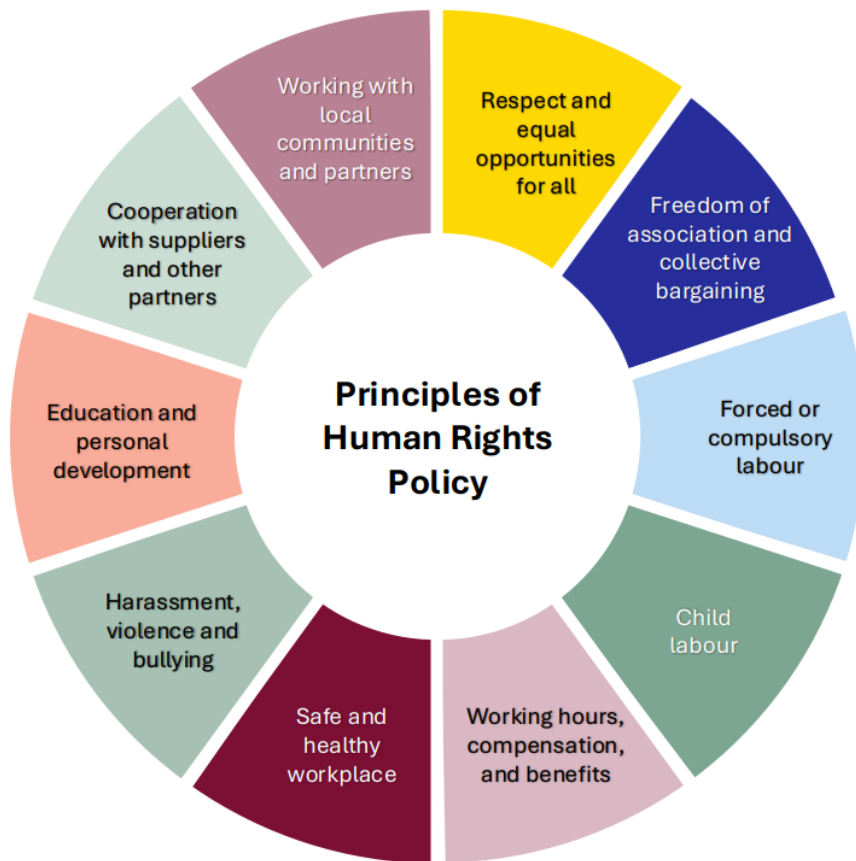 Principles of
Human Rights
Policy
Respect and
equal
opportunities
for all
Freedom of
association and
collective
bargaining
Forced or
compulsory
labour
Child
labour
Working hours,
compensation,
and benefits
Safe and
healthy
workplace
Harassment,
violence and
bullying
Education and
personal
development
Cooperation
with suppliers
and other
partners
Working with
local
communities
and partners